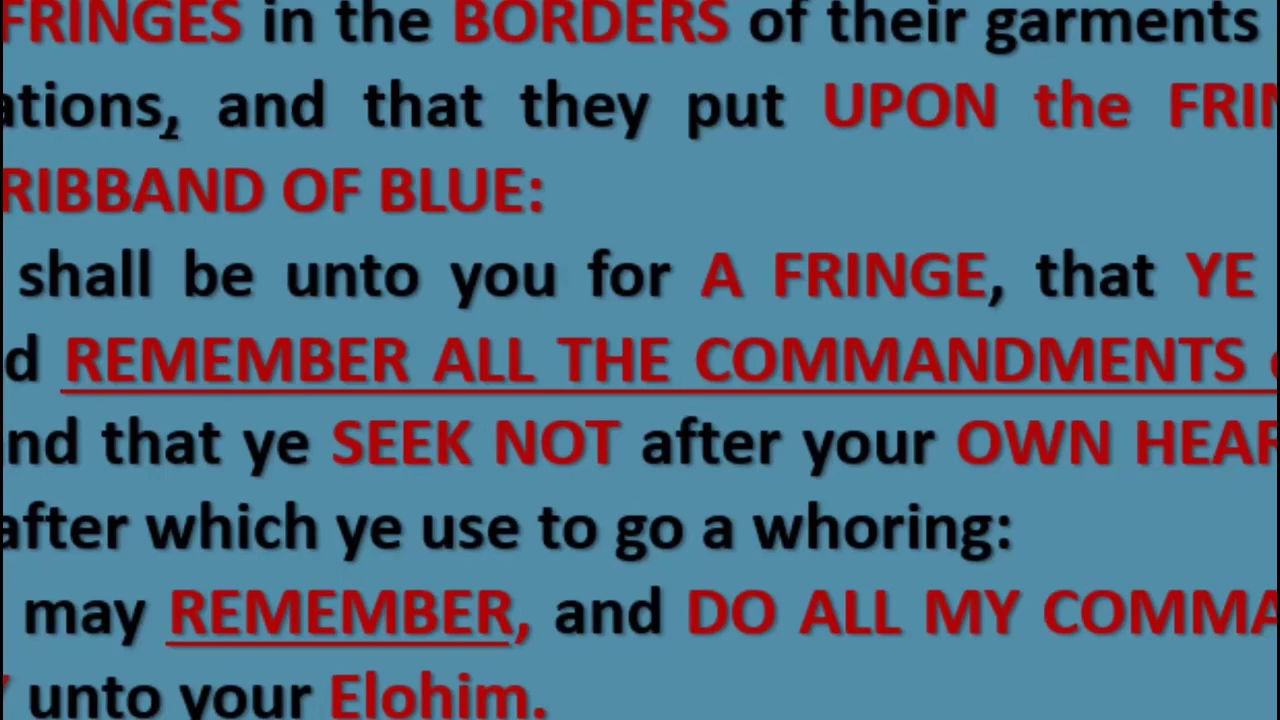 FRINGES in the BORDERS of their garments
ations, and that they put UPON the FRIN
RIBBAND OF BLUE:
shall be unto you for A FRINGE, that YE
d REMEMBER ALL THE COMMANDMENTS
nd that ye SEEK NOT after your OWN HEAR
after which ye use to go a whoring:
may REMEMBER, and DO ALL MY COMMA
unto your Elohim.